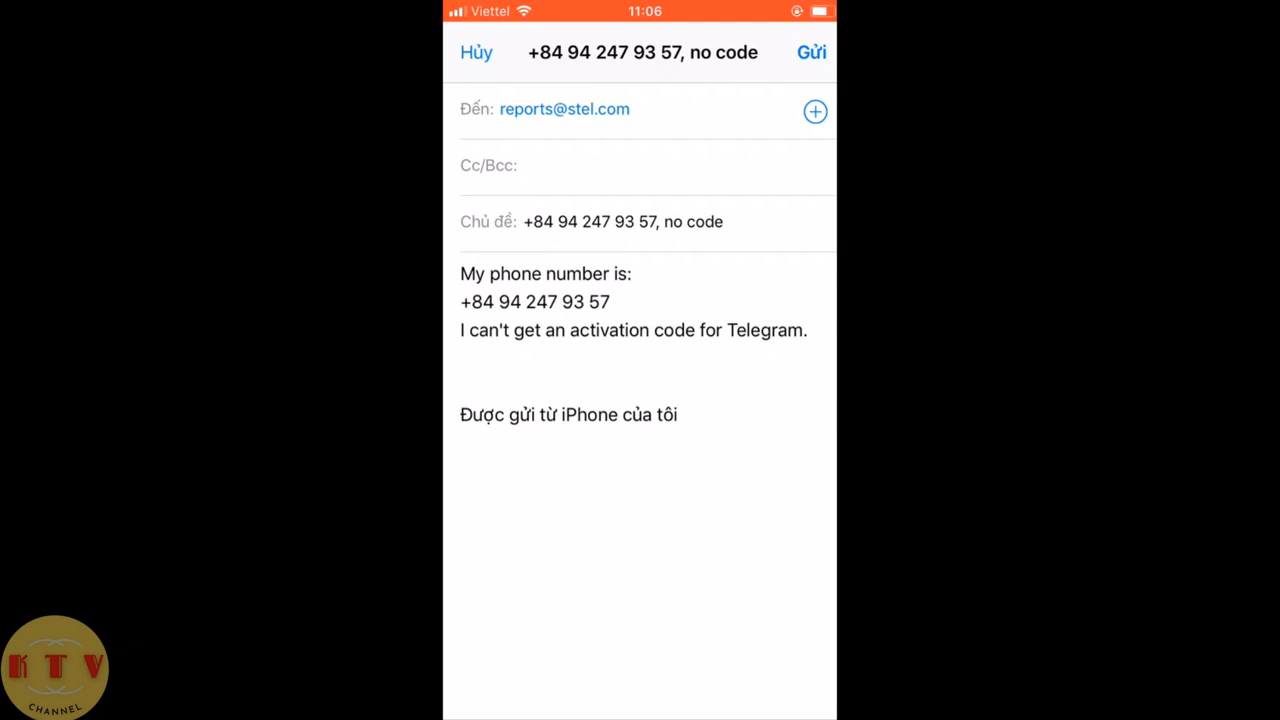 Viettel 11:06
Hủy +84 94 247 93 57, no code Gửi
Đến: reports@stel.com
Cc/Bcc:
Chủ đề: +84 94 247 93 57, no code
My phone number is:
+84 94 247 93 57
I can't get an activation code for Telegram.
Được gửi từ iPhone của tôi
KTV
CHANNEL